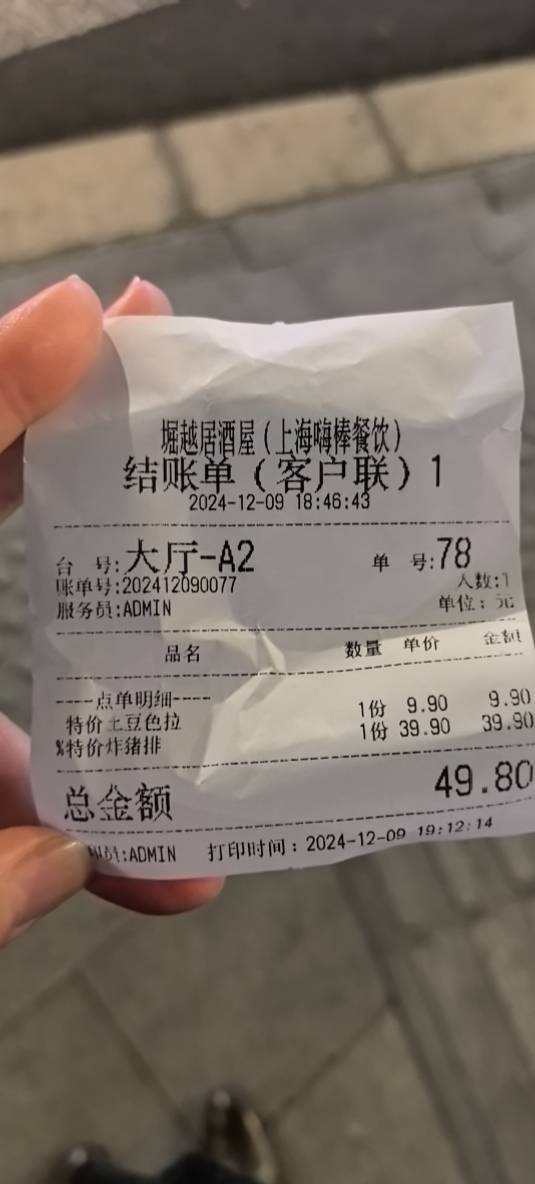 堀越居酒屋(上海嗨棒餐饮)
结账单(客户联)1
2024-12-09 18:46:43
台 号:大厅-A2 单 号:78
账单号:202412090077 人数:1
服务员:ADMIN 单位:元
品名 数量 单价 金额
-----点单明细-----
特价土豆色拉 1份 9.90 9.90
%特价炸猪排 1份 39.90 39.90
总金额 49.80
印员:ADMIN 打印时间:2024-12-09 19:12:14